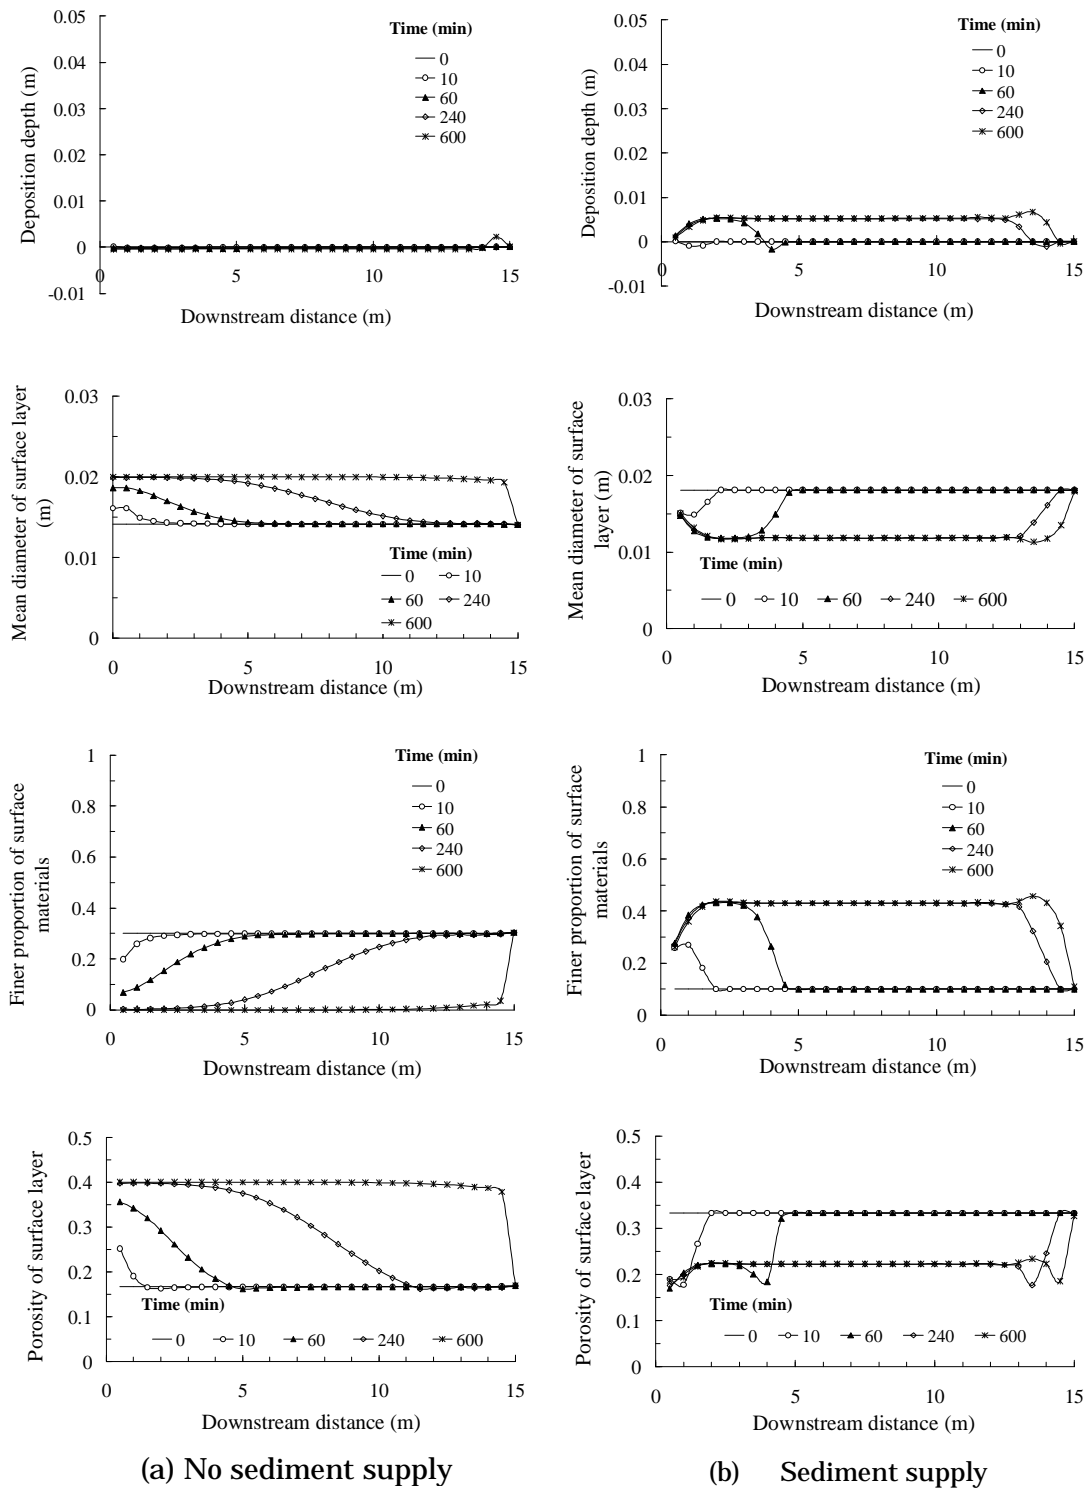 0.05
0.04
0.03
0.02
0.01
0
-0.01
Deposition depth (m)
Time (min)
0
10
60
240
600
0
5
10
15
Downstream distance (m)
0.05
0.04
0.03
0.02
0.01
0
-0.01
Deposition depth (m)
Time (min)
0
10
60
240
600
0
5
10
15
Downstream distance (m)
0.03
0.02
0.01
0
Mean diameter of surface layer
(m)
Time (min)
0 10
60 240
600
0 5 10 15
Downstream distance (m)
0.03
0.02
0.01
0
Mean diameter of surface
layer (m)
Time (min)
0 10 60 240 600
0 5 10 15
Downstream distance (m)
1
0.8
0.6
0.4
0.2
0
Finer proportion of surface
materials
Time (min)
0
10
60
240
600
0 5 10 15
Downstream distance (m)
1
0.8
0.6
0.4
0.2
0
Finer proportion of surface
materials
Time (min)
0
10
60
240
600
0 5 10 15
Downstream distance (m)
0.5
0.4
0.3
0.2
0.1
0
Porosity of surface layer
Time (min)
0 10 60 240 600
0 5 10 15
Downstream distance (m)
0.5
0.4
0.3
0.2
0.1
0
Porosity of surface layer
Time (min)
0 10 60 240 600
0 5 10 15
Downstream distance (m)
(a) No sediment supply
(b) Sediment supply